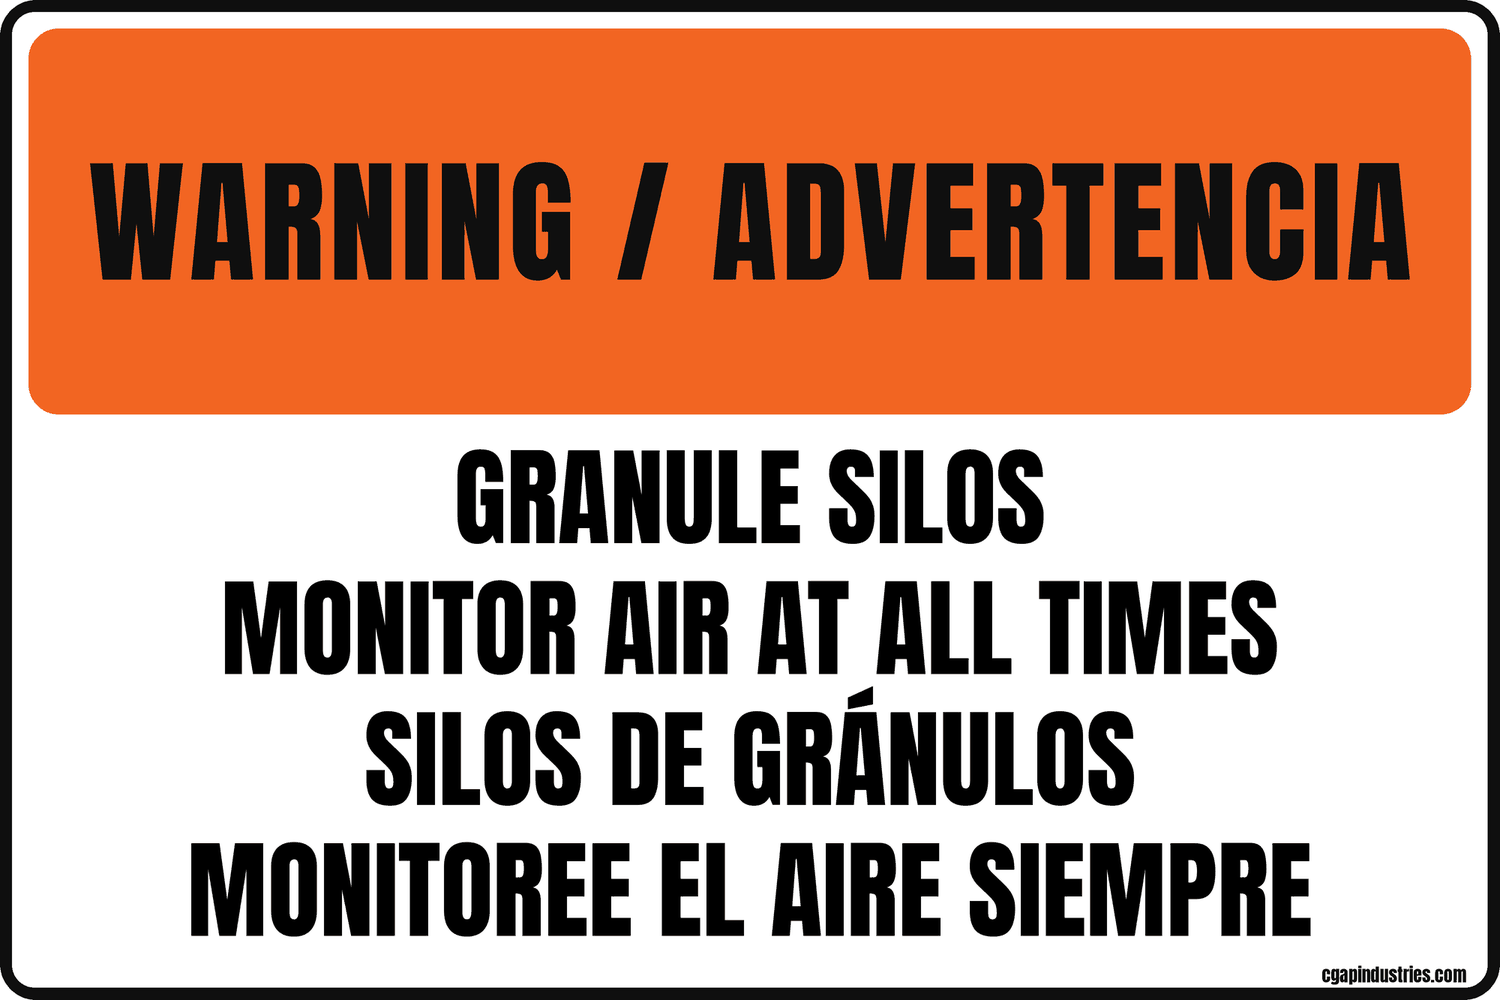 WARNING / ADVERTENCIA
GRANULE SILOS
MONITOR AIR AT ALL TIMES
SILOS DE GRÁNULOS
MONITOREE EL AIRE SIEMPRE
cgapindustries.com